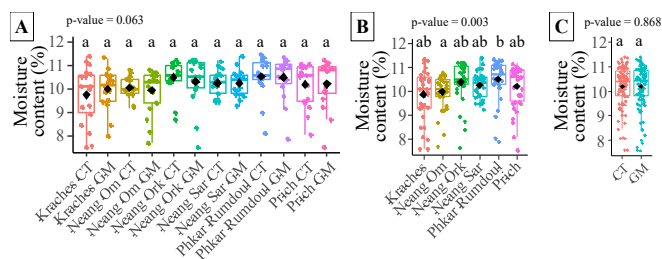 A
p-value = 0.063
Moisture
content (%)
11
10
9
8
a a a a a a a a a a a a
Kraches CT
Kraches GM
Neang Om CT
Neang Om GM
Neang Ork CT
Neang Ork GM
Neang Sar CT
Neang Sar GM
Phkar Rumdoul CT
Phkar Rumdoul GM
Prich CT
Prich GM
B
p-value = 0.003
Moisture
content (%)
12
11
10
9
8
ab a ab ab b ab
Kraches
Neang Om
Neang Ork
Neang Sar
Phkar Rumdoul
Prich
C
p-value = 0.868
Moisture
content (%)
12
11
10
9
8
a a
CT
GM